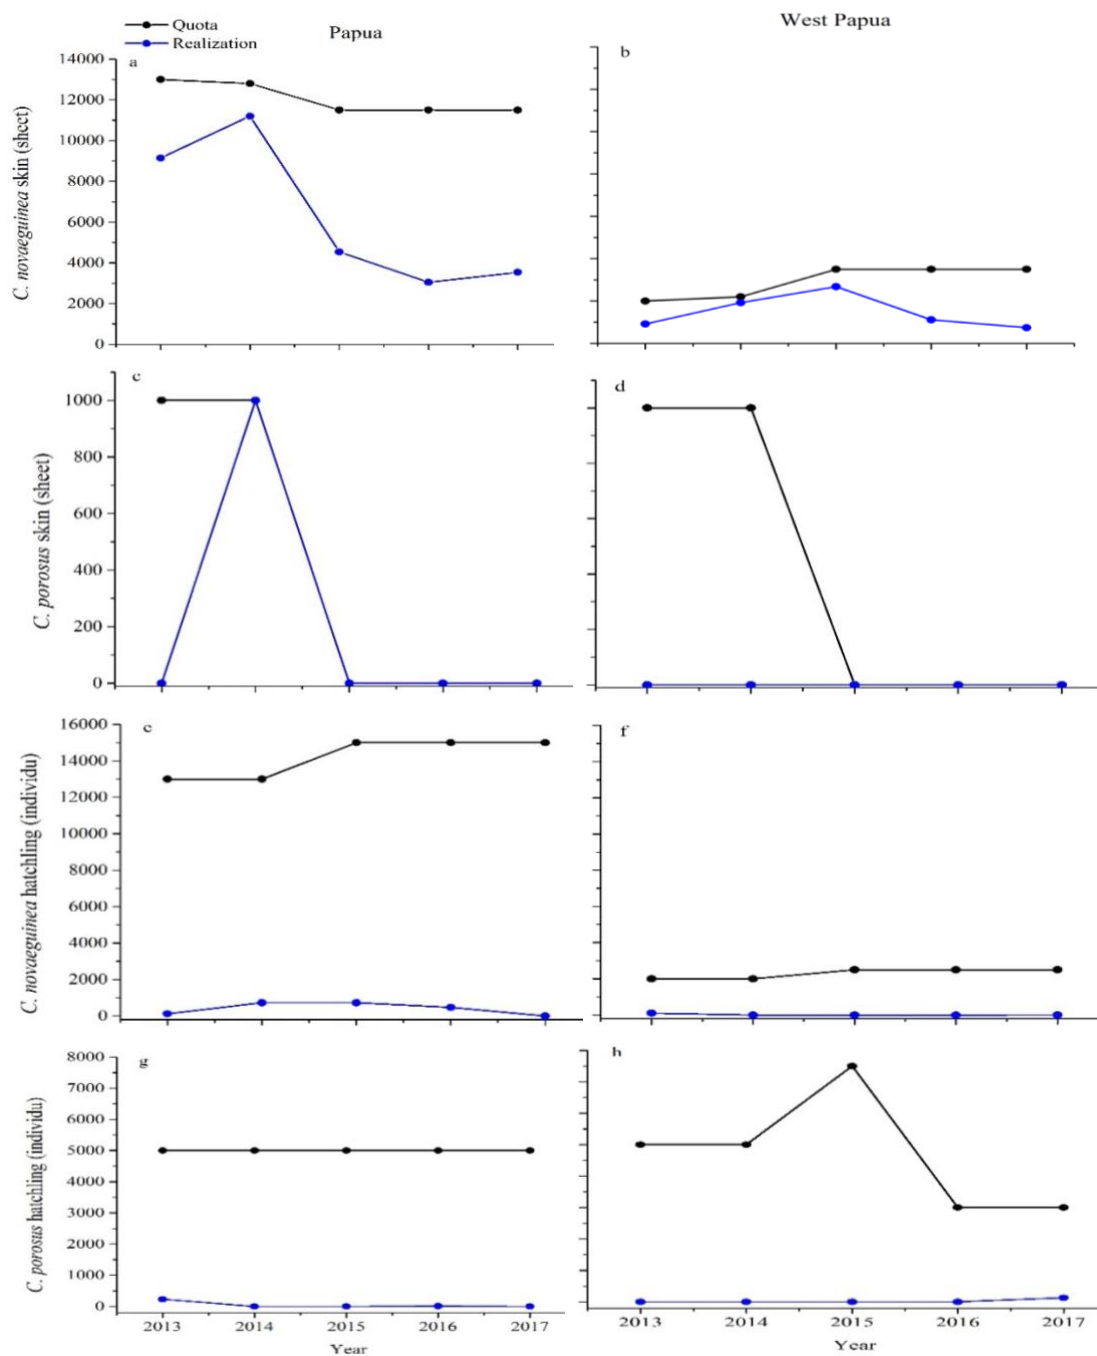 Quota
Realization
Papua
West Papua
a
b
C. novaeguinea skin (sheet)
14000
12000
10000
8000
6000
4000
2000
0
c
d
C. porosus skin (sheet)
1000
800
600
400
200
0
e
f
C. novaeguinea hatchling (individu)
16000
14000
12000
10000
8000
6000
4000
2000
0
g
h
C. porosus hatchling (individu)
8000
7000
6000
5000
4000
3000
2000
1000
0
2013 2014 2015 2016 2017
Year
2013 2014 2015 2016 2017
Year